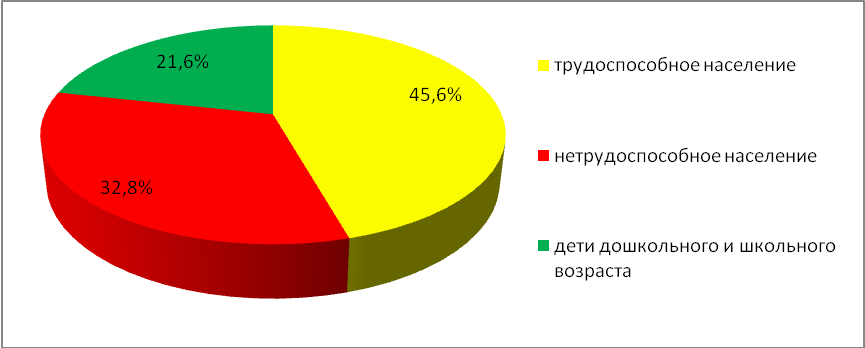 21,6%
45,6%
32,8%
трудоспособное население
нетрудоспособное население
дети дошкольного и школьного
возраста